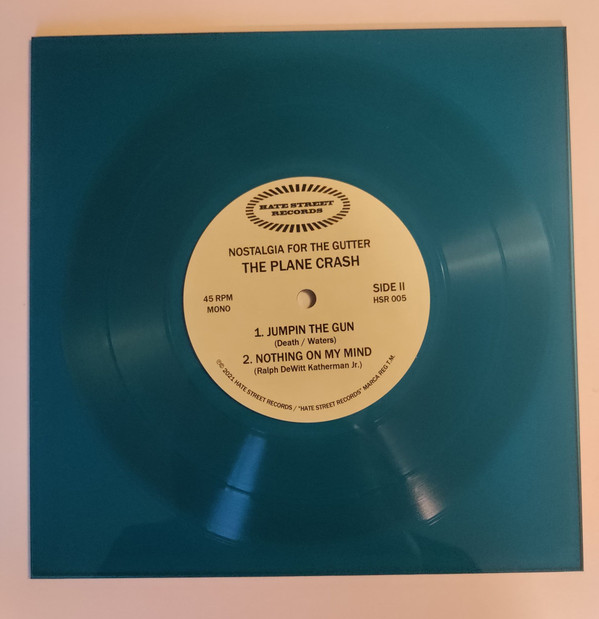 HATE STREET
RECORDS
NOSTALGIA FOR THE GUTTER
THE PLANE CRASH
45 RPM
MONO
SIDE II
HSR 005
1. JUMPIN THE GUN
(Death / Waters)
2. NOTHING ON MY MIND
(Ralph DeWitt Katherman Jr.)
℗© 2021 HATE STREET RECORDS / "HATE STREET RECORDS" MARCA REG T.M.